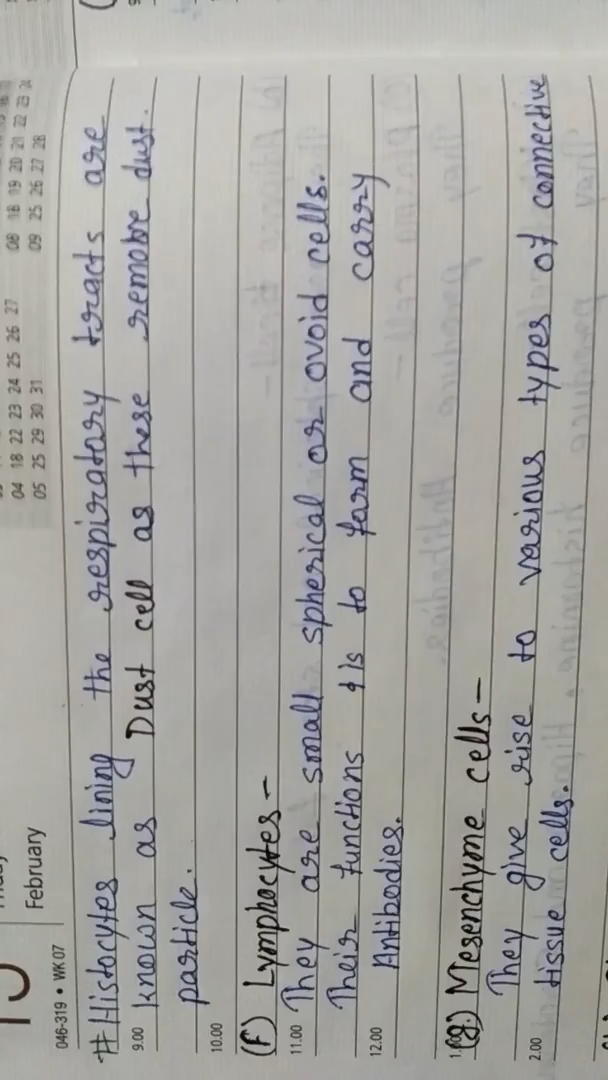 February
046-319 • WK 07
04 18 22 23 24 25 26 27
05 25 29 30 31
08 18 19 20 21 22 23 24
09 25 26 27 28
# Histocytes lining the respiratory tracts are
9.00
known as Dust cell as these remove dust.
particle.
10.00
(f) Lymphocytes -
11.00
They are small spherical or ovoid cells.
Their functions is to form and carry
12.00
Antibodies.
(g) Mesenchyme cells -
They give rise to various types of connective
2.00
tissue cells.